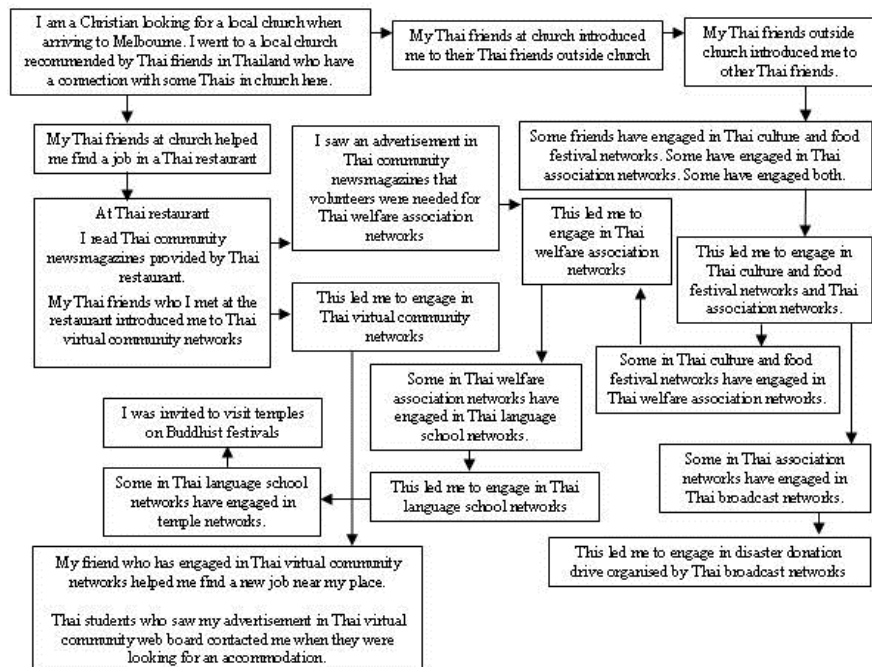 I am a Christian looking for a local church when
arriving to Melbourne. I went to a local church
recommended by Thai friends in Thailand who have
a connection with some Thais in church here.
My Thai friends at church introduced
me to their Thai friends outside church
My Thai friends outside
church introduced me to
other Thai friends.
My Thai friends at church helped
me find a job in a Thai restaurant
I saw an advertisement in
Thai community
newsmagazines that
volunteers were needed for
Thai welfare association
networks
Some friends have engaged in Thai culture and food
festival networks. Some have engaged in Thai
association networks. Some have engaged both.
At Thai restaurant
I read Thai community
newsmagazines provided by Thai
restaurant.
My Thai friends who I met at the
restaurant introduced me to Thai
virtual community networks
This led me to
engage in Thai
welfare association
networks
This led me to engage in
Thai culture and food
festival networks and Thai
association networks.
This led me to engage in
Thai virtual community
networks
Some in Thai culture and food
festival networks have engaged in
Thai welfare association networks.
Some in Thai welfare
association networks have
engaged in Thai language
school networks.
I was invited to visit temples
on Buddhist festivals
Some in Thai association
networks have engaged in
Thai broadcast networks.
Some in Thai language school
networks have engaged in
temple networks.
This led me to engage in Thai
language school networks
This led me to engage in disaster donation
drive organised by Thai broadcast networks
My friend who has engaged in Thai virtual community
networks helped me find a new job near my place.
Thai students who saw my advertisement in Thai virtual
community web board contacted me when they were
looking for an accommodation.